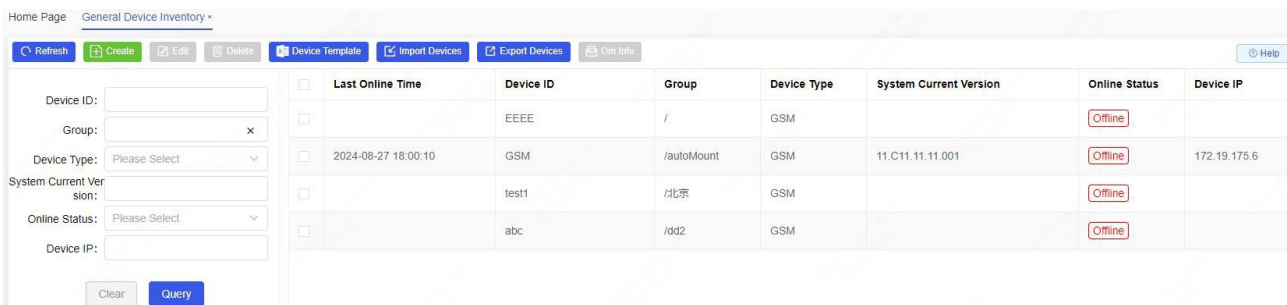 Home Page General Device Inventory ×
Refresh Create Edit Delete Device Template Import Devices Export Devices Om Info Help
Device ID:
Group: ×
Device Type: Please Select
System Current Ver
sion:
Online Status: Please Select
Device IP:
Clear Query
Last Online Time Device ID Group Device Type System Current Version Online Status Device IP
EEEE / GSM Offline
2024-08-27 18:00:10 GSM /autoMount GSM 11.C11.11.11.001 Offline 172.19.175.6
test1 /北京 GSM Offline
abc /dd2 GSM Offline